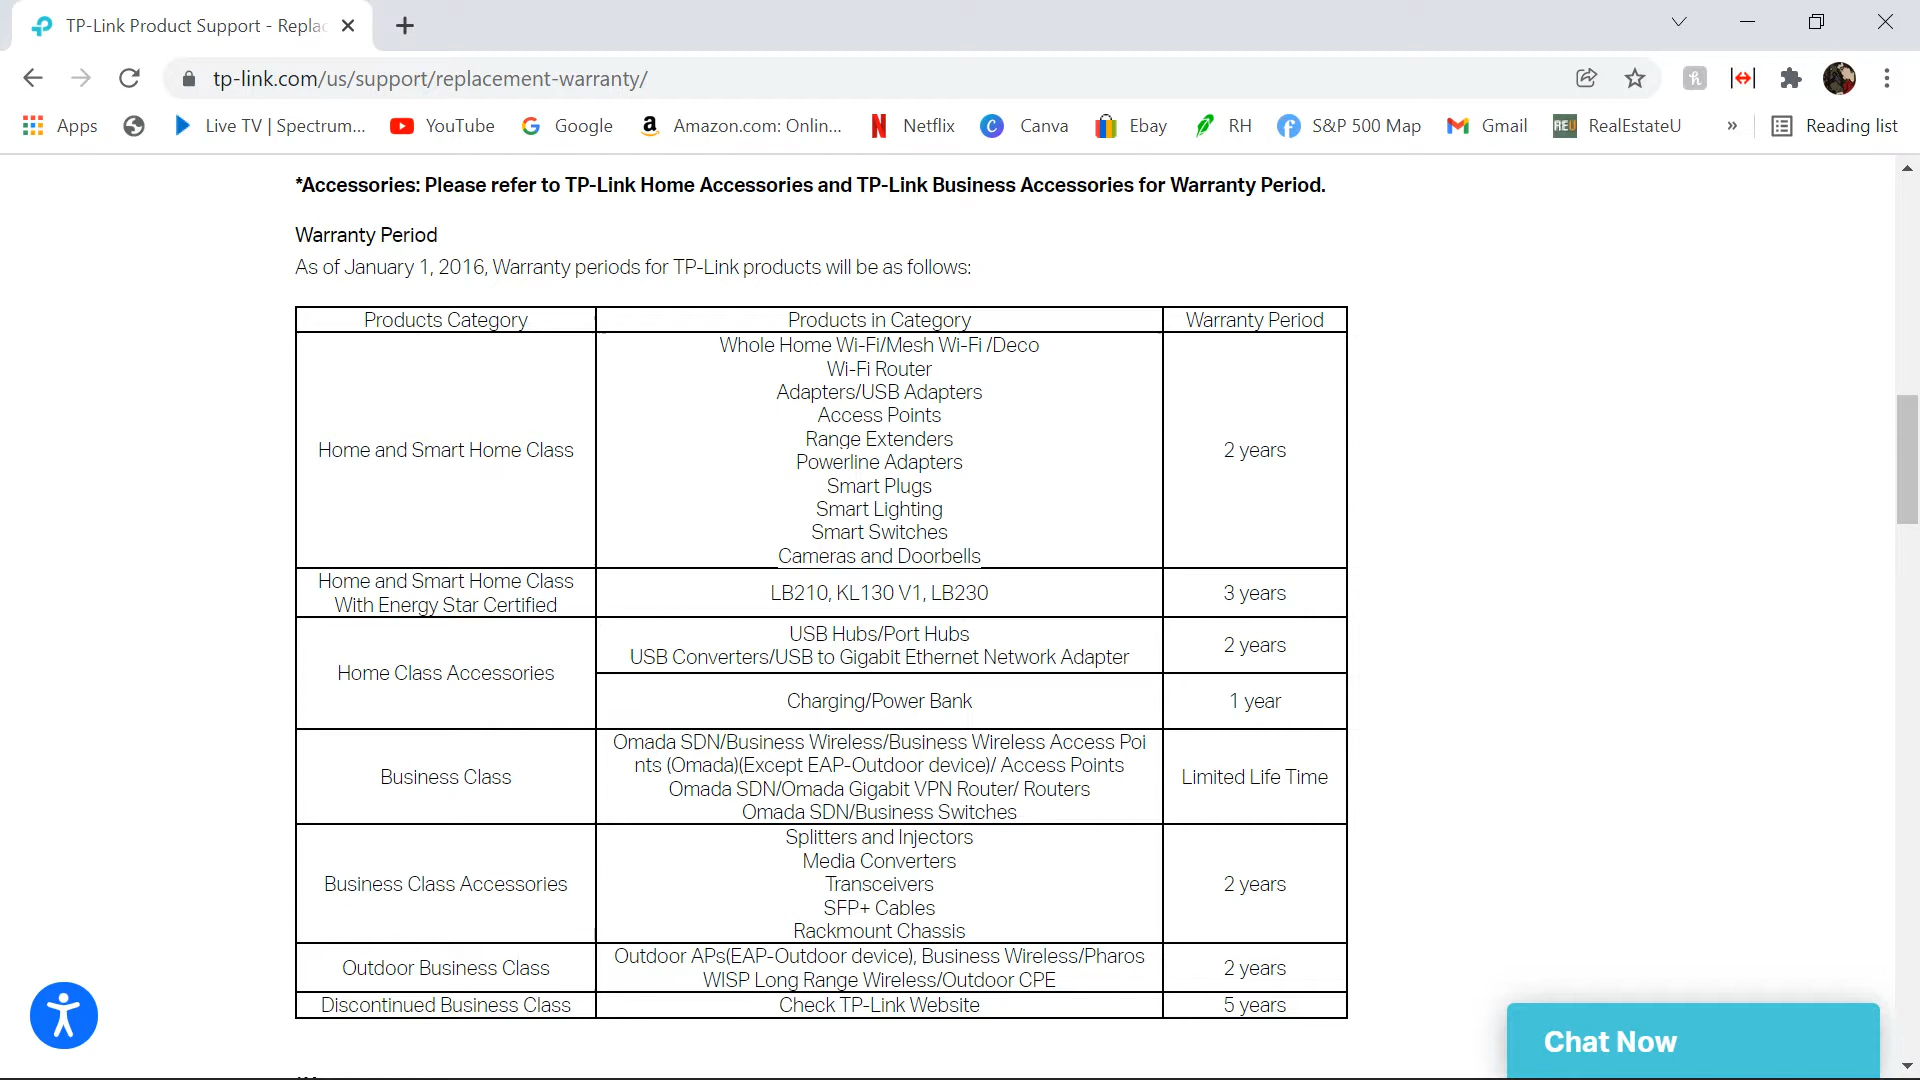 TP-Link Product Support - Replac
tp-link.com/us/support/replacement-warranty/
Apps
Live TV | Spectrum...
YouTube
Google
Amazon.com: Onlin...
Netflix
Canva
Ebay
RH
S&P 500 Map
Gmail
REU
RealEstateU
»
Reading list
*Accessories: Please refer to TP-Link Home Accessories and TP-Link Business Accessories for Warranty Period.
Warranty Period
As of January 1, 2016, Warranty periods for TP-Link products will be as follows:
Products Category
Products in Category
Warranty Period
Home and Smart Home Class
Whole Home Wi-Fi/Mesh Wi-Fi /Deco
Wi-Fi Router
Adapters/USB Adapters
Access Points
Range Extenders
Powerline Adapters
Smart Plugs
Smart Lighting
Smart Switches
Cameras and Doorbells
2 years
Home and Smart Home Class
With Energy Star Certified
LB210, KL130 V1, LB230
3 years
Home Class Accessories
USB Hubs/Port Hubs
USB Converters/USB to Gigabit Ethernet Network Adapter
2 years
Charging/Power Bank
1 year
Business Class
Omada SDN/Business Wireless/Business Wireless Access Poi
nts (Omada)(Except EAP-Outdoor device)/ Access Points
Omada SDN/Omada Gigabit VPN Router/ Routers
Omada SDN/Business Switches
Limited Life Time
Business Class Accessories
Splitters and Injectors
Media Converters
Transceivers
SFP+ Cables
Rackmount Chassis
2 years
Outdoor Business Class
Outdoor APs(EAP-Outdoor device), Business Wireless/Pharos
WISP Long Range Wireless/Outdoor CPE
2 years
Discontinued Business Class
Check TP-Link Website
5 years
Chat Now